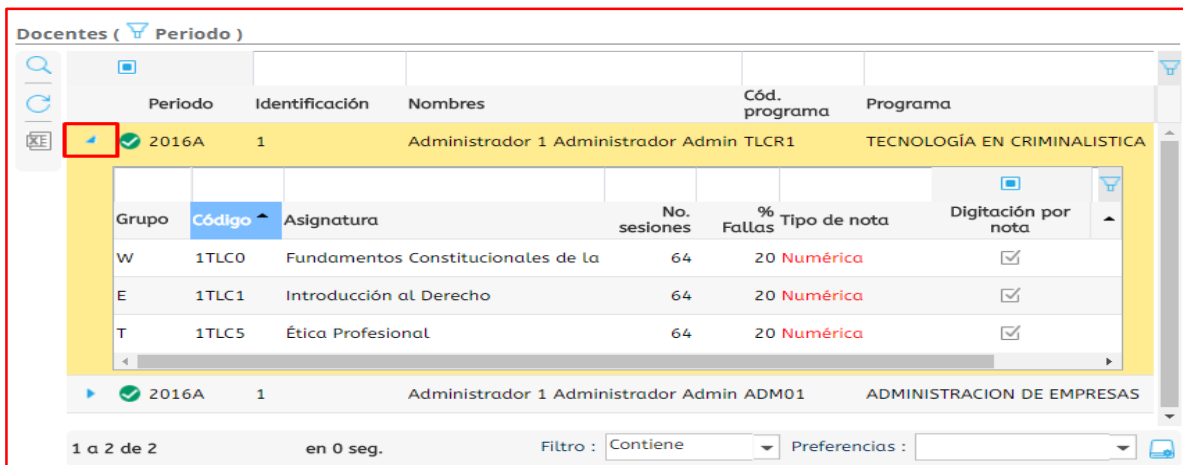 Docentes ( Periodo )
Periodo Identificación Nombres Cód. programa Programa
2016A 1 Administrador 1 Administrador Admin TLCR1 TECNOLOGÍA EN CRIMINALISTICA
Grupo Código Asignatura No. sesiones % Fallas Tipo de nota Digitación por nota
W 1TLC0 Fundamentos Constitucionales de la 64 20 Numérica
E 1TLC1 Introducción al Derecho 64 20 Numérica
T 1TLC5 Ética Profesional 64 20 Numérica
2016A 1 Administrador 1 Administrador Admin ADM01 ADMINISTRACION DE EMPRESAS
1 a 2 de 2 en 0 seg. Filtro : Contiene Preferencias :